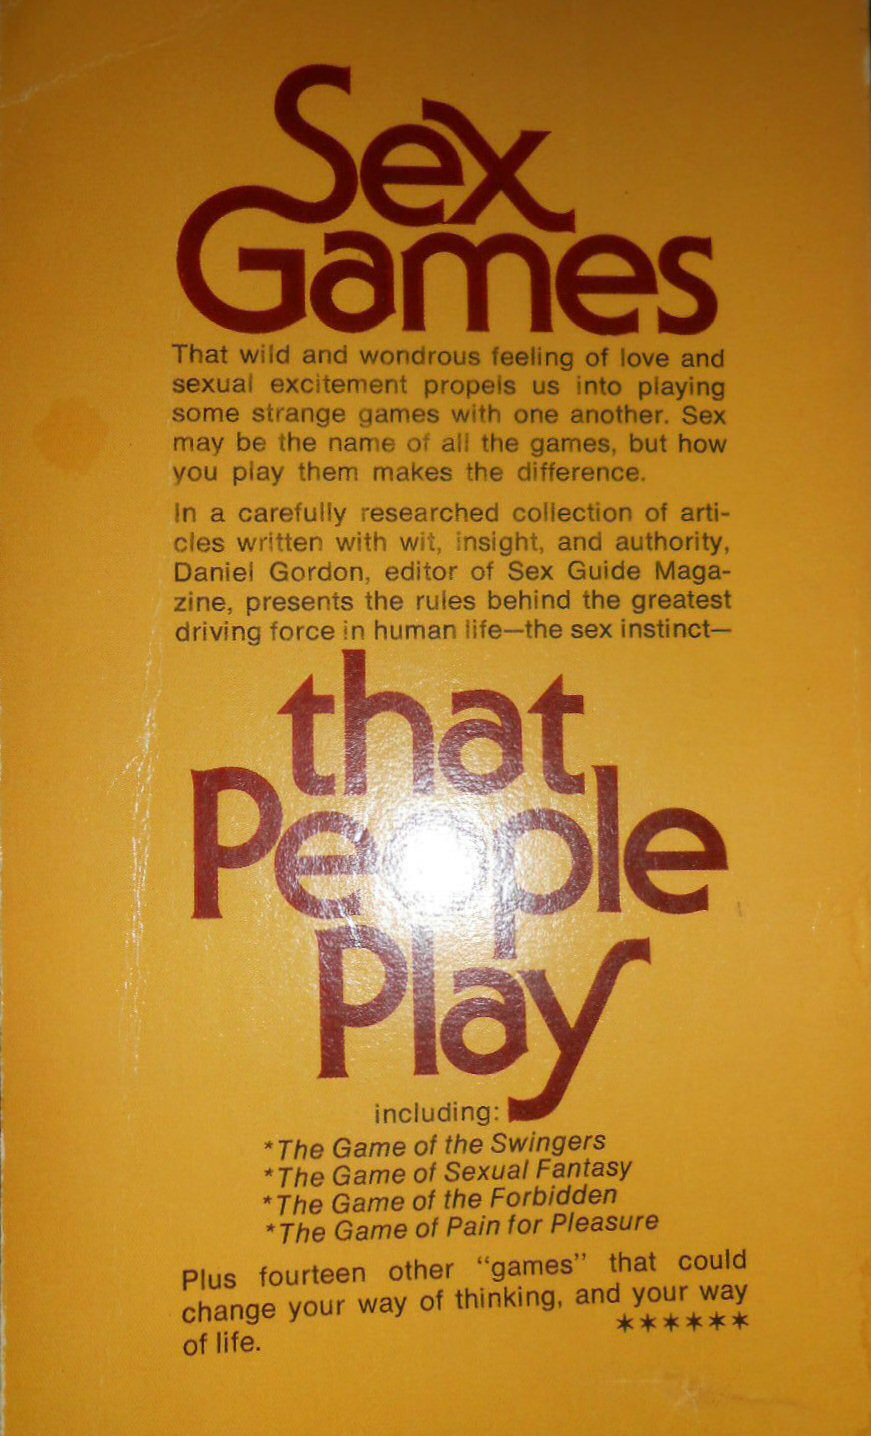 Sex
Games
That wild and wondrous feeling of love and
sexual excitement propels us into playing
some strange games with one another. Sex
may be the name of all the games, but how
you play them makes the difference.
In a carefully researched collection of arti-
cles written with wit, insight, and authority,
Daniel Gordon, editor of Sex Guide Maga-
zine, presents the rules behind the greatest
driving force in human life—the sex instinct—
that
People
Play
including:
*The Game of the Swingers
*The Game of Sexual Fantasy
*The Game of the Forbidden
*The Game of Pain for Pleasure
Plus fourteen other "games" that could
change your way of thinking, and your way
of life. ******